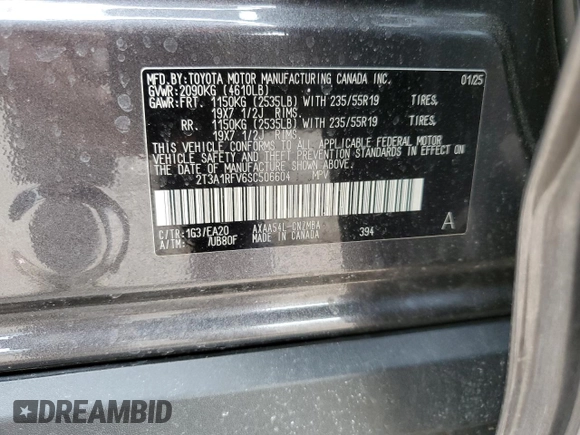 MFD.BY:TOYOTA MOTOR MANUFACTURING CANADA INC. 01/25
GVWR:2090KG (4610LB)
GAWR:FRT. 1150KG (2535LB) WITH 235/55R19 TIRES,
19X7 1/2J RIMS.
RR. 1150KG (2535LB) WITH 235/55R19 TIRES,
19X7 1/2J RIMS.
THIS VEHICLE CONFORMS TO ALL APPLICABLE FEDERAL MOTOR
VEHICLE SAFETY AND THEFT PREVENTION STANDARDS IN EFFECT ON
THE DATE OF MANUFACTURE SHOWN ABOVE.
2T3A1RFV6SC506604 MPV
C/TR:1G3/EA20 AXAA54L-CNZMBA 394 A
A/TM: /UB80F MADE IN CANADA
DREAMBID